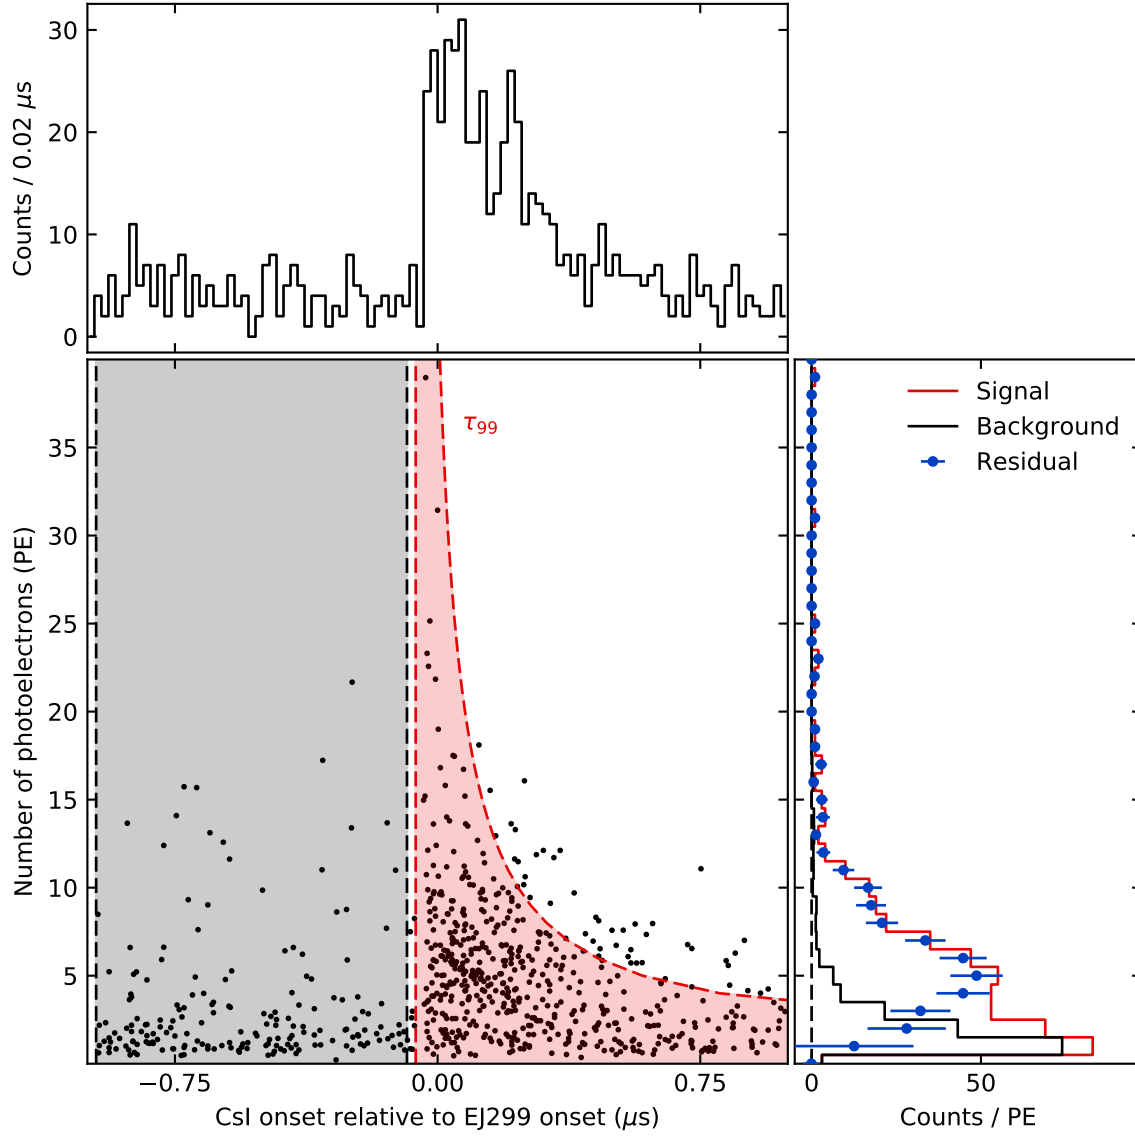 30
20
10
0
Counts / 0.02 μs
τ99
35
30
25
20
15
10
5
Number of photoelectrons (PE)
−0.75 0.00 0.75
CsI onset relative to EJ299 onset (μs)
Signal
Background
Residual
0 50
Counts / PE